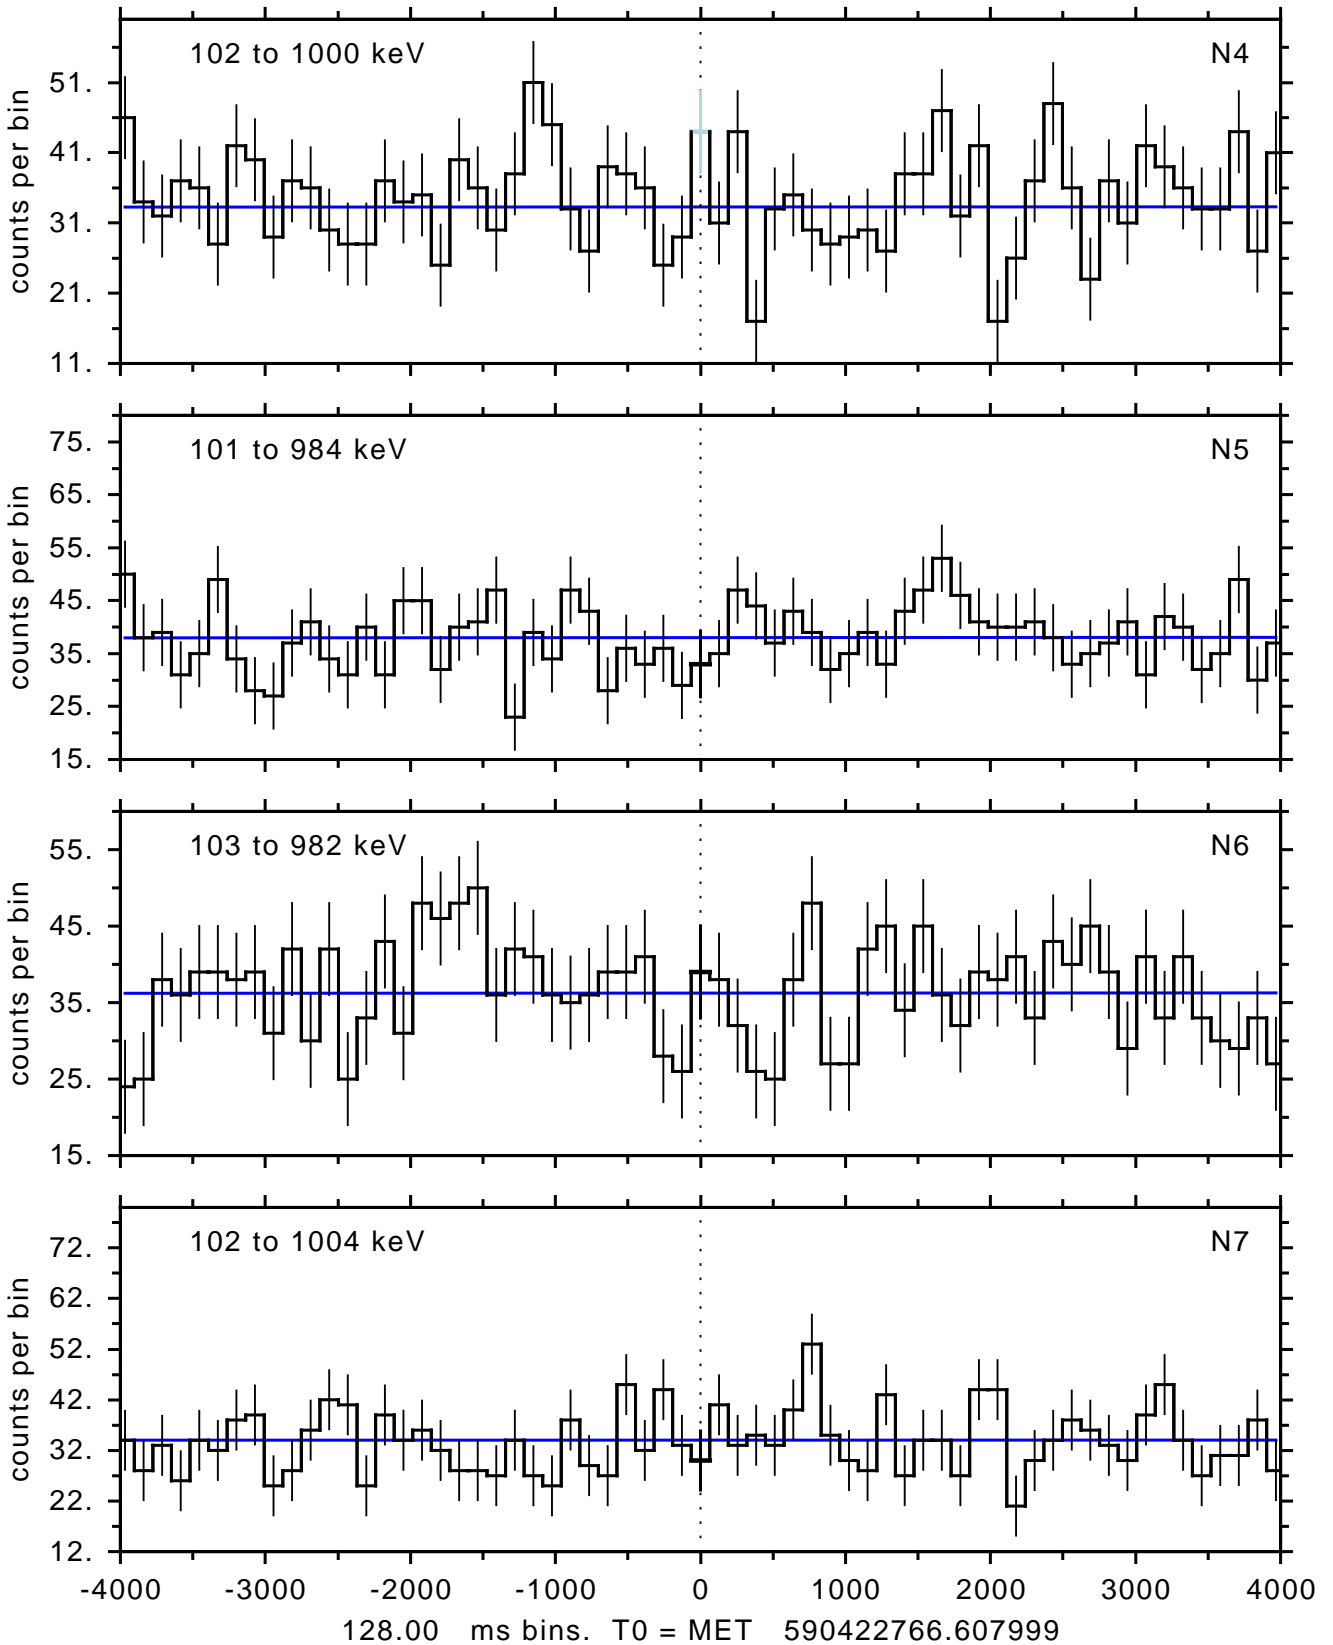 102 to 1000 keV N4
51.
41.
31.
21.
11.
counts per bin
101 to 984 keV N5
75.
65.
55.
45.
35.
25.
15.
counts per bin
103 to 982 keV N6
55.
45.
35.
25.
15.
counts per bin
102 to 1004 keV N7
72.
62.
52.
42.
32.
22.
12.
counts per bin
-4000 -3000 -2000 -1000 0 1000 2000 3000 4000
128.00 ms bins. T0 = MET 590422766.607999